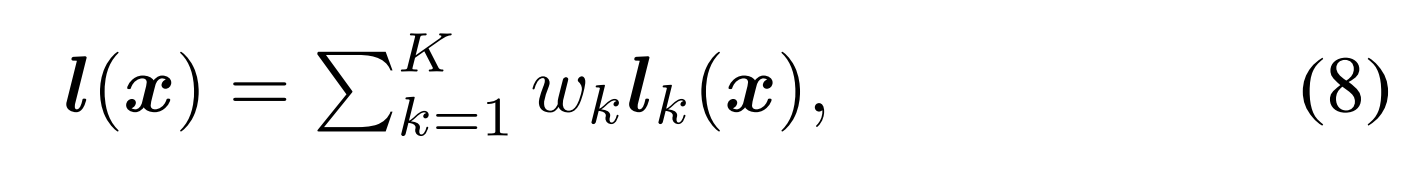 𝒍(𝒙) = ∑_{k=1}^{K} w_k 𝒍_k(𝒙), (8)